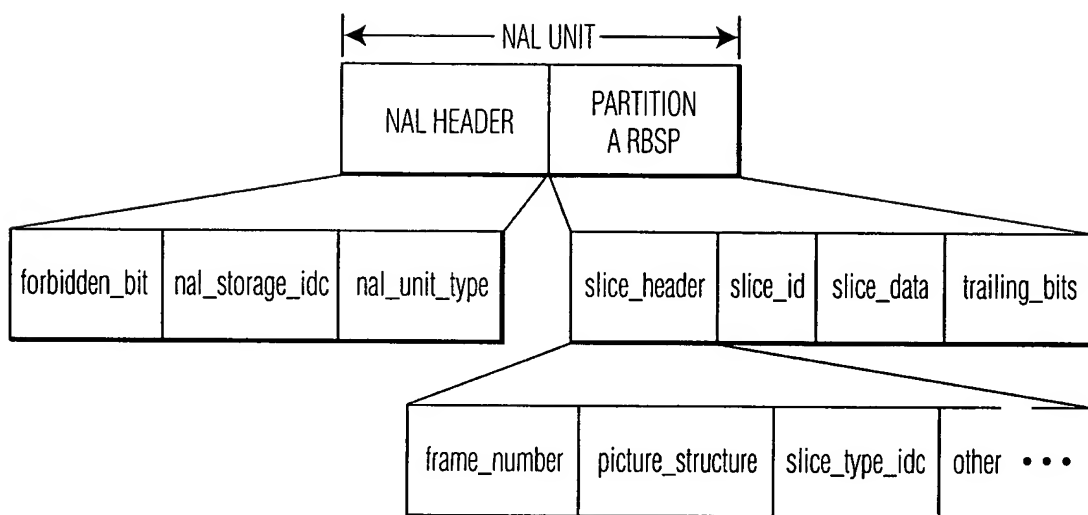 NAL UNIT
NAL HEADER
PARTITION
A RBSP
forbidden_bit
nal_storage_idc
nal_unit_type
slice_header
slice_id
slice_data
trailing_bits
frame_number
picture_structure
slice_type_idc
other •••